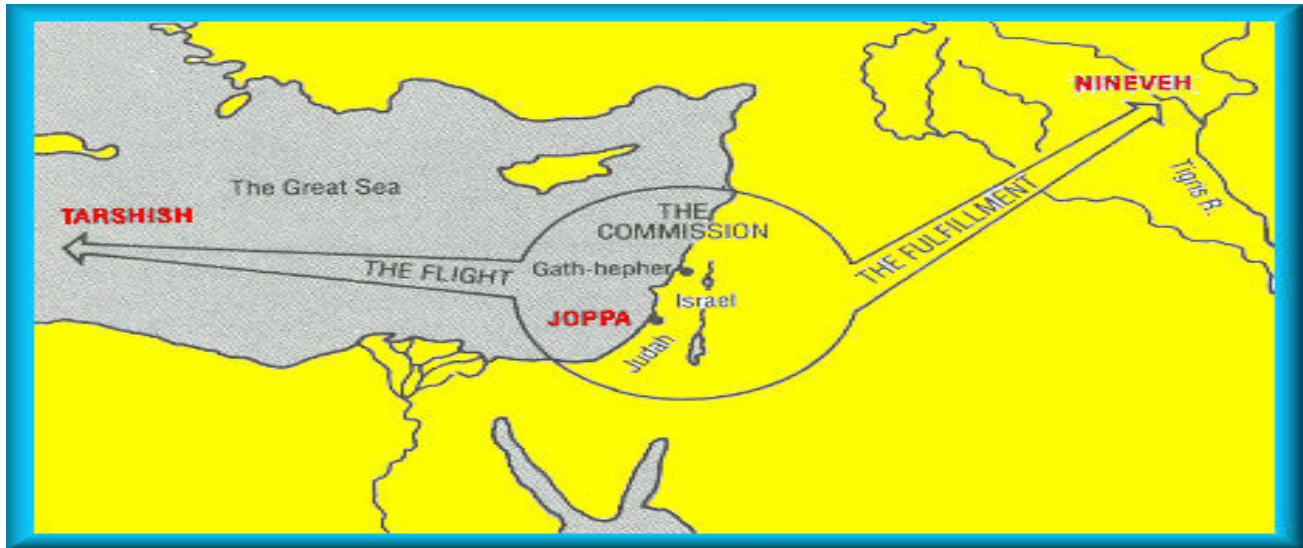 NINEVEH
The Great Sea
TARSHISH
THE
COMMISSION
THE FLIGHT
Gath-hepher
Israel
JOPPA
Judah
THE FULFILLMENT
Tigris R.